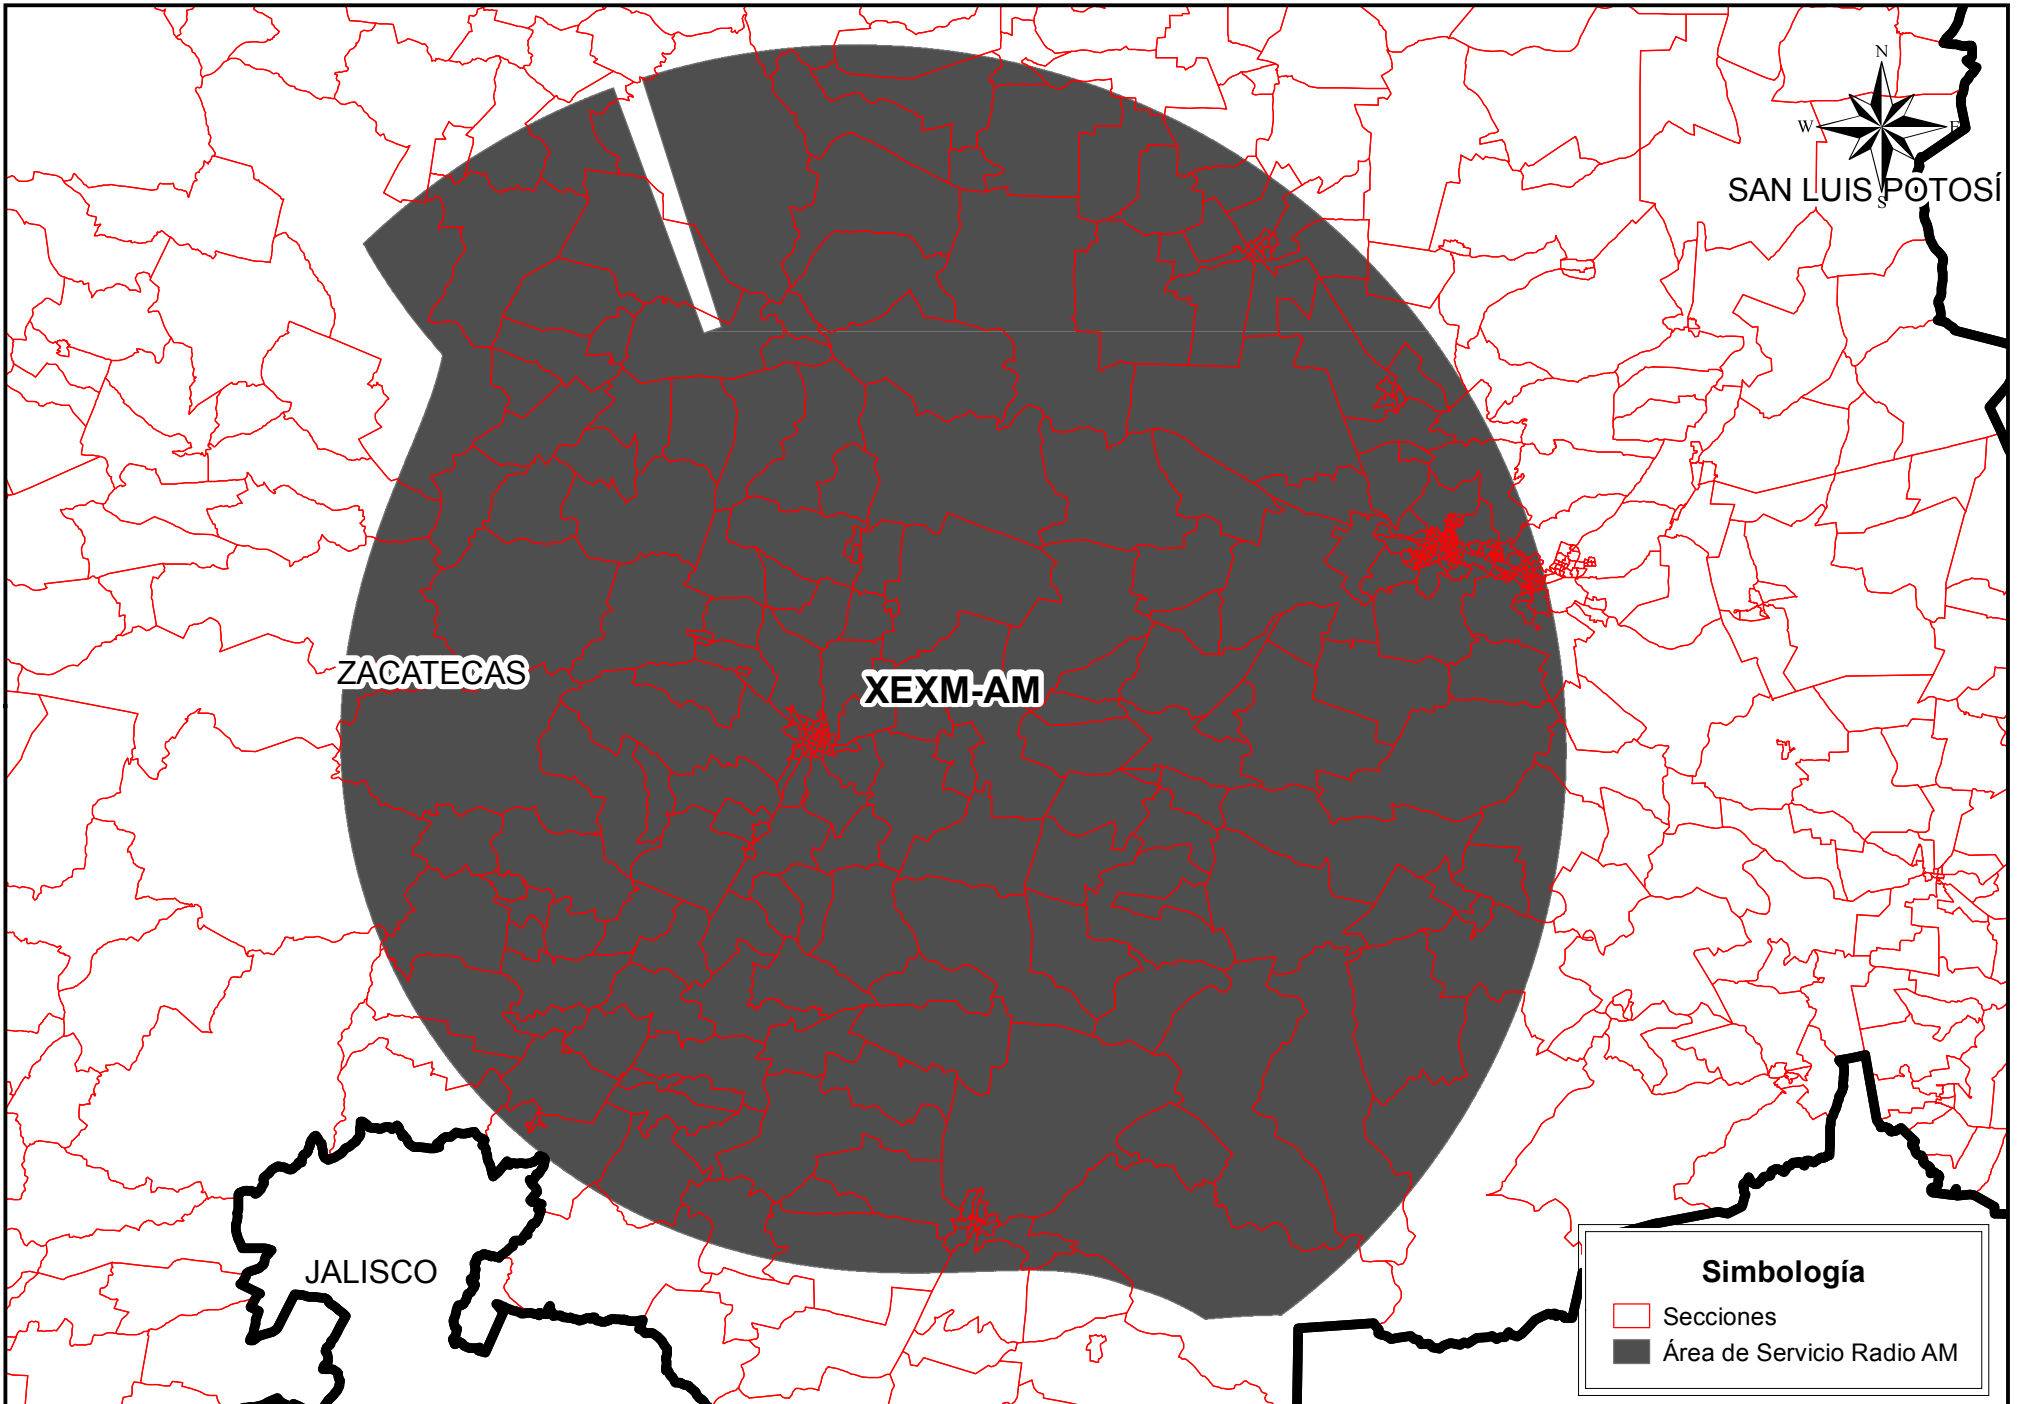 N
W
E
S
SAN LUIS POTOSÍ
ZACATECAS
XEXM-AM
JALISCO
Simbología
Secciones
Área de Servicio Radio AM